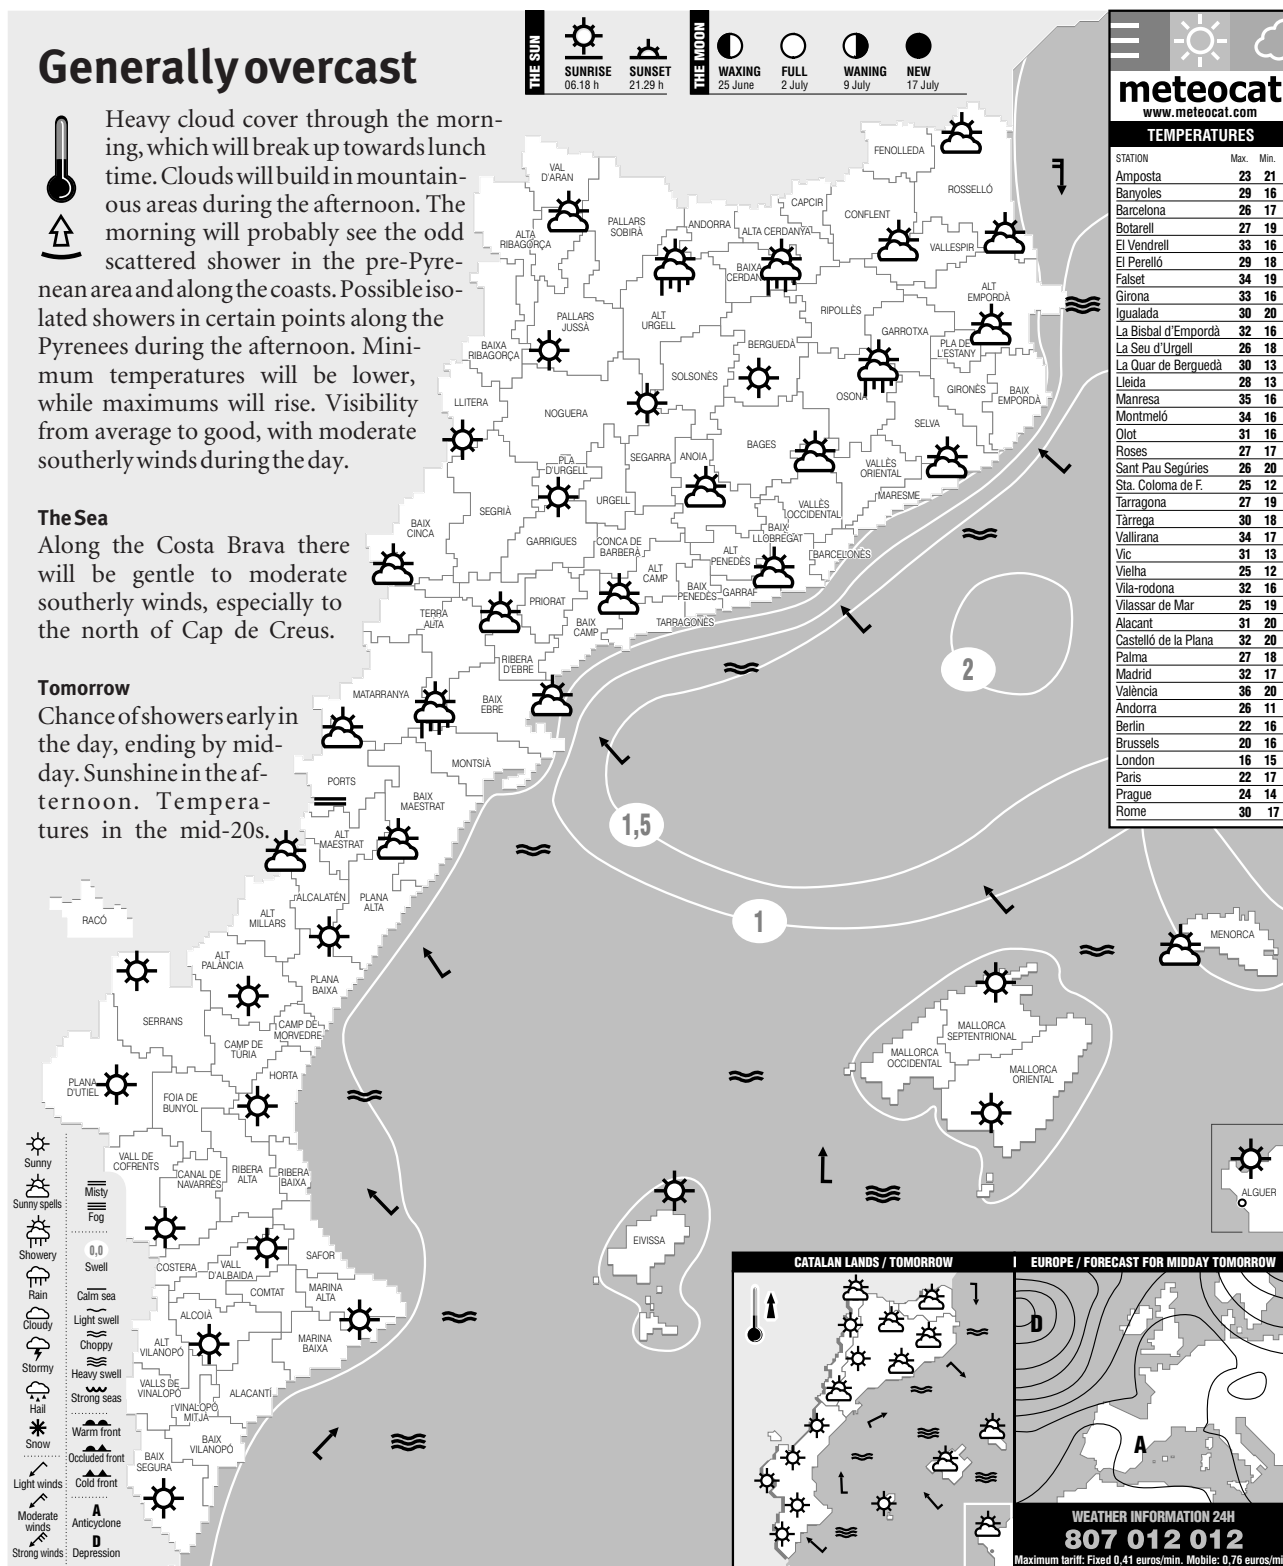 Generally overcast
Heavy cloud cover through the morn-
ing, which will break up towards lunch
time. Clouds will build in mountain-
ous areas during the afternoon. The
morning will probably see the odd
scattered shower in the pre-Pyre-
nean area and along the coasts. Possible iso-
lated showers in certain points along the
Pyrenees during the afternoon. Mini-
mum temperatures will be lower,
while maximums will rise. Visibility
from average to good, with moderate
southerly winds during the day.
The Sea
Along the Costa Brava there
will be gentle to moderate
southerly winds, especially to
the north of Cap de Creus.
Tomorrow
Chance of showers early in
the day, ending by mid-
day. Sunshine in the af-
ternoon. Tempera-
tures in the mid-20s.
THE SUN
SUNRISE
06.18 h
SUNSET
21.29 h
THE MOON
WAXING
25 June
FULL
2 July
WANING
9 July
NEW
17 July
meteocat
www.meteocat.com
TEMPERATURES
STATION Max. Min.
Amposta 23 21
Banyoles 29 16
Barcelona 26 17
Botarell 27 19
El Vendrell 33 16
El Perelló 29 18
Falset 34 19
Girona 33 16
Igualada 30 20
La Bisbal d'Empordà 32 16
La Seu d'Urgell 26 18
La Quar de Berguedà 30 13
Lleida 28 13
Manresa 35 16
Montmeló 34 16
Olot 31 16
Roses 27 17
Sant Pau Segúries 26 20
Sta. Coloma de F. 25 12
Tarragona 27 19
Tàrrega 30 18
Vallirana 34 17
Vic 31 13
Vielha 25 12
Vila-rodona 32 16
Vilassar de Mar 25 19
Alacant 31 20
Castelló de la Plana 32 20
Palma 27 18
Madrid 32 17
València 36 20
Andorra 26 11
Berlin 22 16
Brussels 20 16
London 16 15
Paris 22 17
Prague 24 14
Rome 30 17
FENOLLEDA
VAL
D'ARAN
ROSSELLÓ
CAPCIR
CONFLENT
PALLARS
SOBIRÀ
ANDORRA
ALTA CERDANYA
ALTA
RIBAGORÇA
VALLESPIR
BAIXA
CERDANYA
ALT
EMPORDÀ
RIPOLLÈS
PALLARS
JUSSÀ
ALT
URGELL
GARROTXA
BAIXA
RIBAGORÇA
BERGUEDÀ
PLA DE
L'ESTANY
SOLSONÈS
OSONA
GIRONÈS
BAIX
EMPORDÀ
LLITERA
NOGUERA
SELVA
BAGES
SEGARRA
ANOIA
PLA
D'URGELL
VALLÈS
ORIENTAL
URGELL
MARESME
SEGRIÀ
VALLÈS
OCCIDENTAL
BAIX
CINCA
GARRIGUES
CONCA DE
BARBERÀ
BAIX
LLOBREGAT
ALT
PENEDÈS
BARCELONÈS
ALT
CAMP
BAIX
PENEDÈS
GARRAF
PRIORAT
TERRA
ALTA
BAIX
CAMP
TARRAGONÈS
RIBERA
D'EBRE
2
MATARRANYA
BAIX
EBRE
MONTSIÀ
PORTS
BAIX
MAESTRAT
1,5
ALT
MAESTRAT
ALCALATÉN
PLANA
ALTA
RACÓ
ALT
MILLARS
1
MENORCA
ALT
PALÀNCIA
PLANA
BAIXA
SERRANS
CAMP DE
MORVEDRE
CAMP DE
TÚRIA
MALLORCA
SEPTENTRIONAL
MALLORCA
OCCIDENTAL
MALLORCA
ORIENTAL
HORTA
PLANA
D'UTIEL
FOIA DE
BUNYOL
VALL DE
COFRENTS
CANAL DE
NAVARRÈS
RIBERA
ALTA
RIBERA
BAIXA
ALGUER
EIVISSA
SAFOR
COSTERA
VALL
D'ALBAIDA
COMTAT
MARINA
ALTA
ALCOIÀ
ALT
VILANOPÓ
MARINA
BAIXA
VALLS DE
VINALOPÓ
ALACANTÍ
VINALOPÓ
MITJÀ
BAIX
VILANOPÓ
BAIX
SEGURA
Sunny
Sunny spells
Showery
Rain
Cloudy
Stormy
Hail
Snow
Light winds
Moderate
winds
Strong winds
Misty
Fog
0,0
Swell
Calm sea
Light swell
Choppy
Heavy swell
Strong seas
Warm front
Occluded front
Cold front
A
Anticyclone
D
Depression
CATALAN LANDS / TOMORROW
EUROPE / FORECAST FOR MIDDAY TOMORROW
D
A
WEATHER INFORMATION 24H
807 012 012
Maximum tariff: Fixed 0,41 euros/min. Mobile: 0,76 euros/m